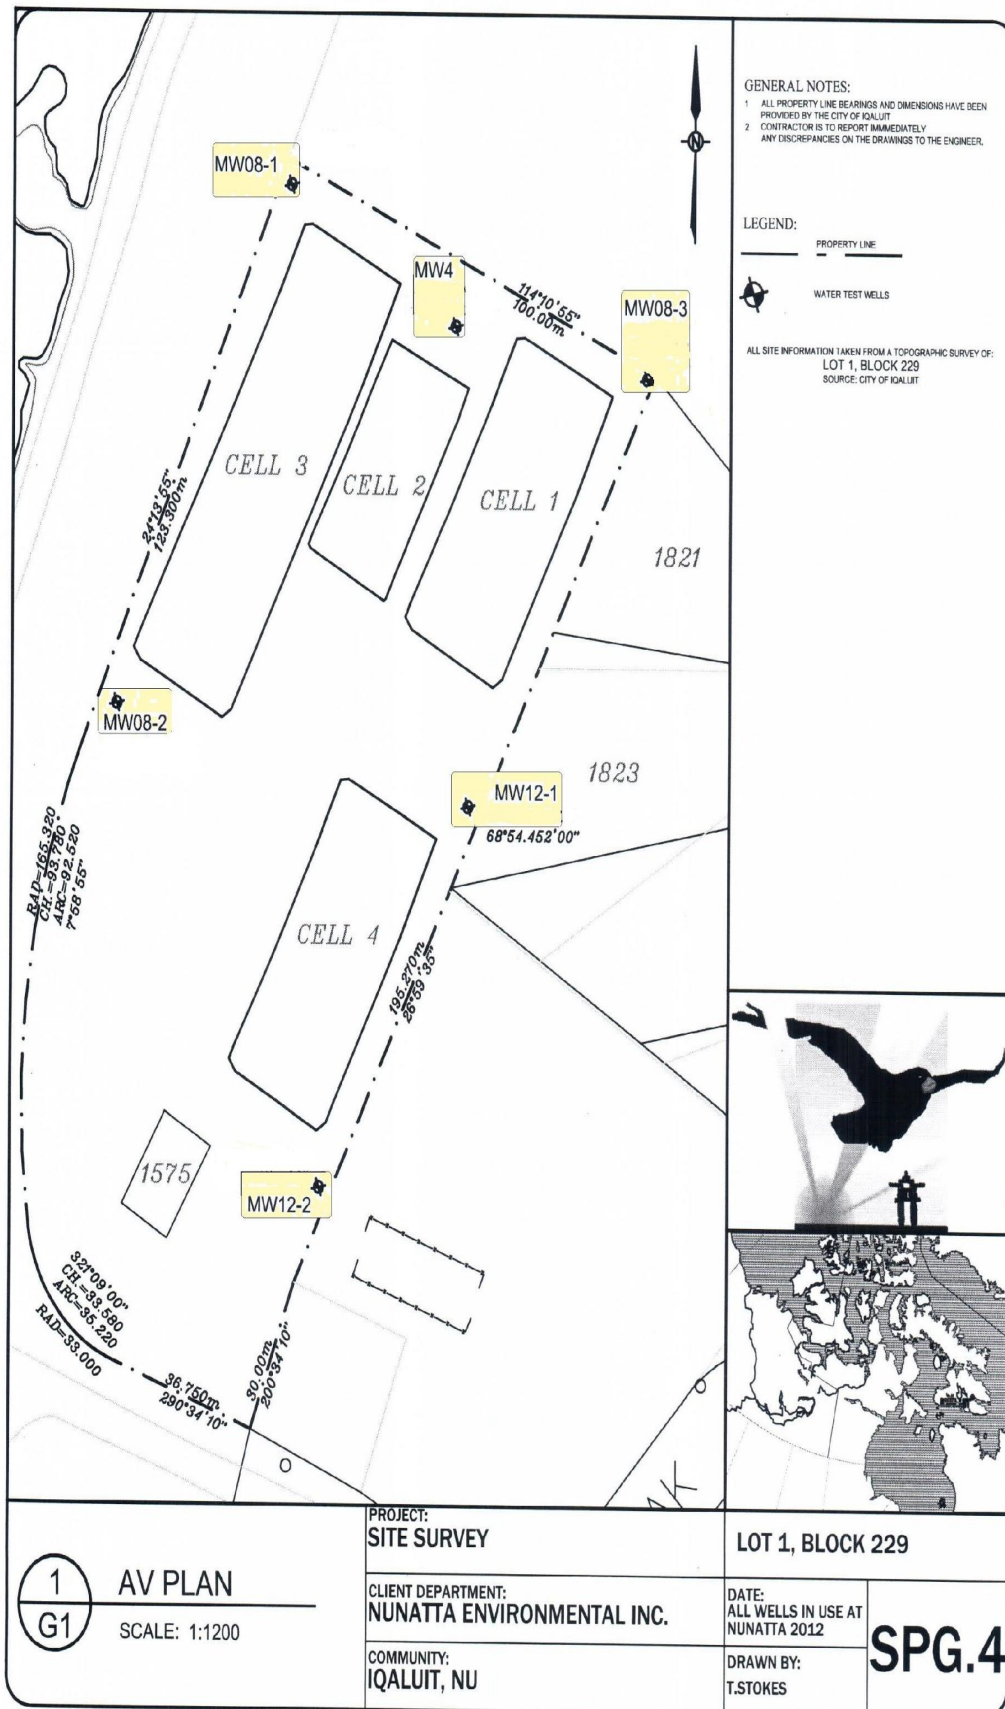 GENERAL NOTES:
1 ALL PROPERTY LINE BEARINGS AND DIMENSIONS HAVE BEEN
PROVIDED BY THE CITY OF IQALUIT
2 CONTRACTOR IS TO REPORT IMMMEDIATELY
ANY DISCREPANCIES ON THE DRAWINGS TO THE ENGINEER.
LEGEND:
PROPERTY LINE
WATER TEST WELLS
ALL SITE INFORMATION TAKEN FROM A TOPOGRAPHIC SURVEY OF:
LOT 1, BLOCK 229
SOURCE: CITY OF IQALUIT
N
MW08-1
MW4
114°10'55"
100.00m
MW08-3
CELL 3
CELL 2
CELL 1
24°13'55"
123.300m
1821
MW08-2
1823
MW12-1
68°54.452'00"
RAD=165.320
CH.=93.780
ARC=92.520
7°58'55"
CELL 4
195.270m
26°59'35"
1575
MW12-2
321°09'00"
CH.=33.580
ARC=35.220
RAD=33.000
36.750m
290°34'10"
30.00m
200°34'10"
AK
1
G1
AV PLAN
SCALE: 1:1200
PROJECT:
SITE SURVEY
LOT 1, BLOCK 229
CLIENT DEPARTMENT:
NUNATTA ENVIRONMENTAL INC.
DATE:
ALL WELLS IN USE AT
NUNATTA 2012
SPG.4
COMMUNITY:
IQALUIT, NU
DRAWN BY:
T.STOKES